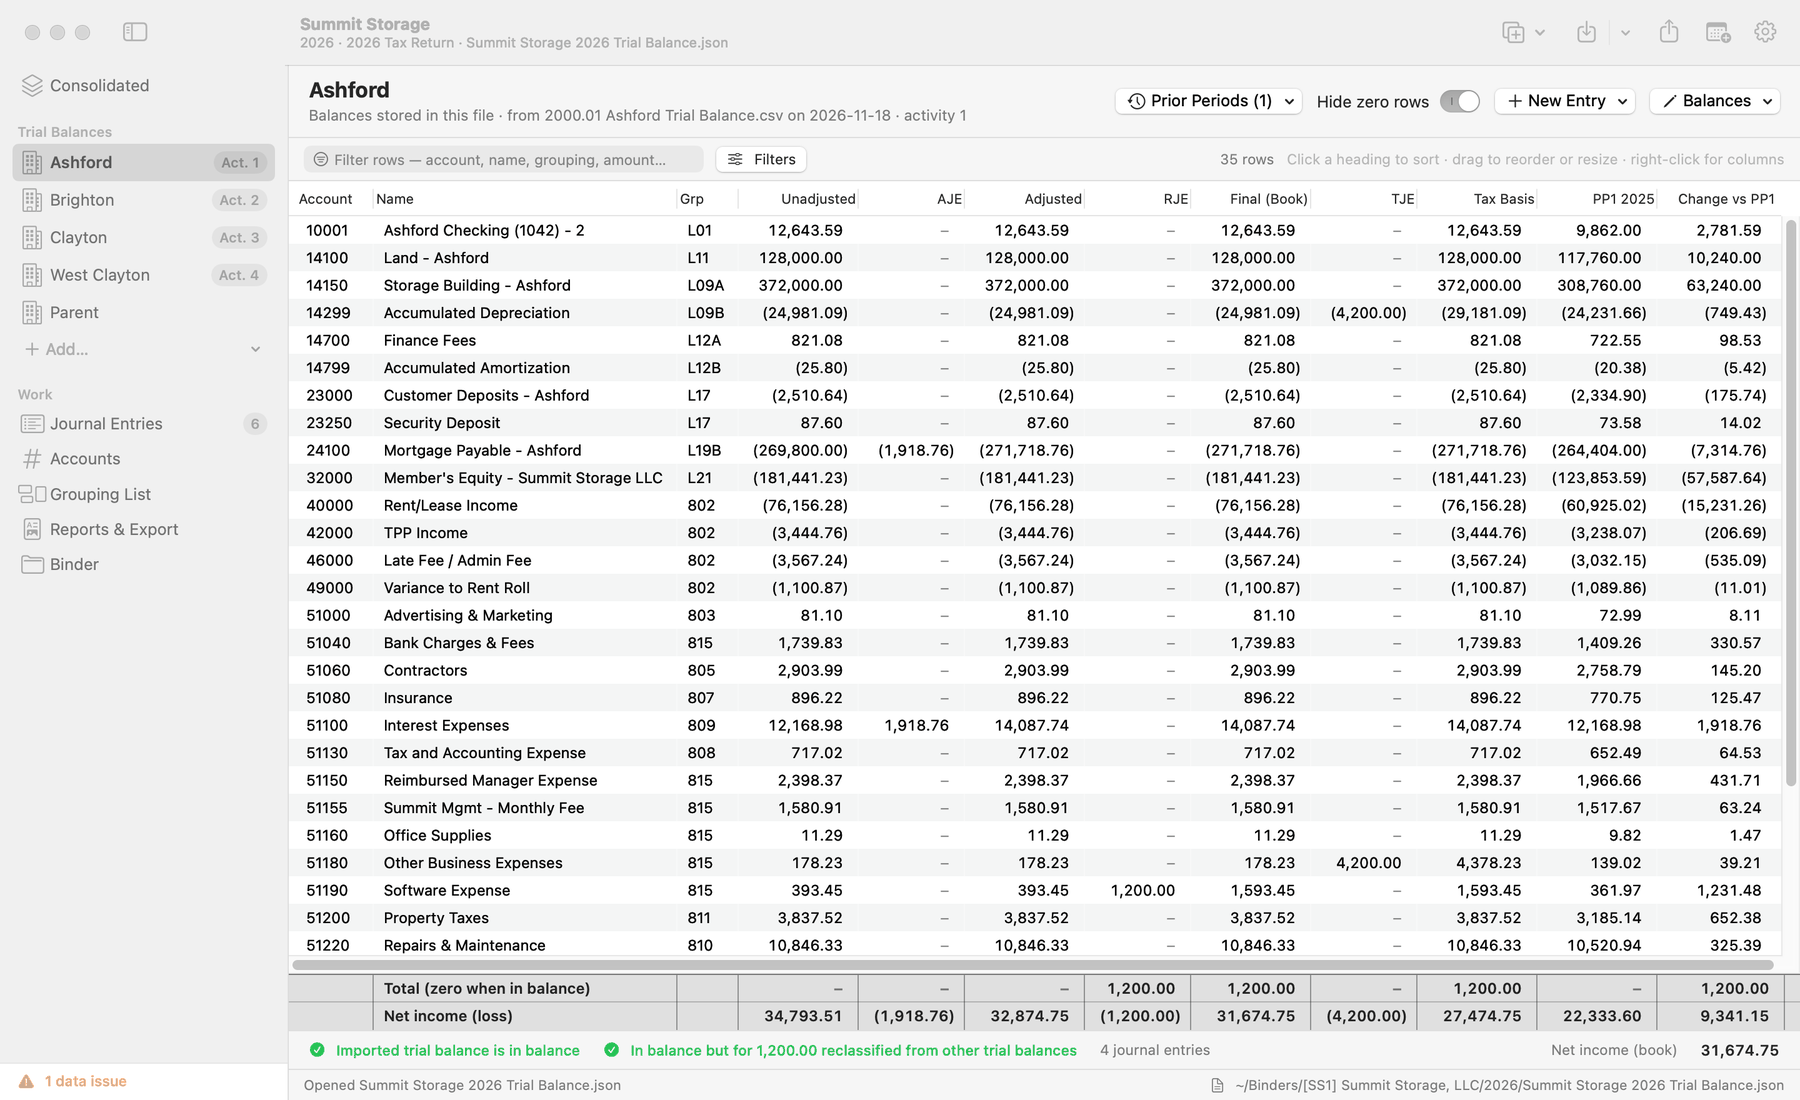 Summit Storage
2026 · 2026 Tax Return · Summit Storage 2026 Trial Balance.json
Consolidated
Trial Balances
Ashford Act. 1
Brighton Act. 2
Clayton Act. 3
West Clayton Act. 4
Parent
Add...
Work
Journal Entries 6
Accounts
Grouping List
Reports & Export
Binder
1 data issue
Ashford
Balances stored in this file · from 2000.01 Ashford Trial Balance.csv on 2026-11-18 · activity 1
Prior Periods (1) Hide zero rows New Entry Balances
Filter rows — account, name, grouping, amount... Filters 35 rows Click a heading to sort · drag to reorder or resize · right-click for columns
Account Name Grp Unadjusted AJE Adjusted RJE Final (Book) TJE Tax Basis PP1 2025 Change vs PP1
10001 Ashford Checking (1042) - 2 L01 12,643.59 – 12,643.59 – 12,643.59 – 12,643.59 9,862.00 2,781.59
14100 Land - Ashford L11 128,000.00 – 128,000.00 – 128,000.00 – 128,000.00 117,760.00 10,240.00
14150 Storage Building - Ashford L09A 372,000.00 – 372,000.00 – 372,000.00 – 372,000.00 308,760.00 63,240.00
14299 Accumulated Depreciation L09B (24,981.09) – (24,981.09) – (24,981.09) (4,200.00) (29,181.09) (24,231.66) (749.43)
14700 Finance Fees L12A 821.08 – 821.08 – 821.08 – 821.08 722.55 98.53
14799 Accumulated Amortization L12B (25.80) – (25.80) – (25.80) – (25.80) (20.38) (5.42)
23000 Customer Deposits - Ashford L17 (2,510.64) – (2,510.64) – (2,510.64) – (2,510.64) (2,334.90) (175.74)
23250 Security Deposit L17 87.60 – 87.60 – 87.60 – 87.60 73.58 14.02
24100 Mortgage Payable - Ashford L19B (269,800.00) (1,918.76) (271,718.76) – (271,718.76) – (271,718.76) (264,404.00) (7,314.76)
32000 Member's Equity - Summit Storage LLC L21 (181,441.23) – (181,441.23) – (181,441.23) – (181,441.23) (123,853.59) (57,587.64)
40000 Rent/Lease Income 802 (76,156.28) – (76,156.28) – (76,156.28) – (76,156.28) (60,925.02) (15,231.26)
42000 TPP Income 802 (3,444.76) – (3,444.76) – (3,444.76) – (3,444.76) (3,238.07) (206.69)
46000 Late Fee / Admin Fee 802 (3,567.24) – (3,567.24) – (3,567.24) – (3,567.24) (3,032.15) (535.09)
49000 Variance to Rent Roll 802 (1,100.87) – (1,100.87) – (1,100.87) – (1,100.87) (1,089.86) (11.01)
51000 Advertising & Marketing 803 81.10 – 81.10 – 81.10 – 81.10 72.99 8.11
51040 Bank Charges & Fees 815 1,739.83 – 1,739.83 – 1,739.83 – 1,739.83 1,409.26 330.57
51060 Contractors 805 2,903.99 – 2,903.99 – 2,903.99 – 2,903.99 2,758.79 145.20
51080 Insurance 807 896.22 – 896.22 – 896.22 – 896.22 770.75 125.47
51100 Interest Expenses 809 12,168.98 1,918.76 14,087.74 – 14,087.74 – 14,087.74 12,168.98 1,918.76
51130 Tax and Accounting Expense 808 717.02 – 717.02 – 717.02 – 717.02 652.49 64.53
51150 Reimbursed Manager Expense 815 2,398.37 – 2,398.37 – 2,398.37 – 2,398.37 1,966.66 431.71
51155 Summit Mgmt - Monthly Fee 815 1,580.91 – 1,580.91 – 1,580.91 – 1,580.91 1,517.67 63.24
51160 Office Supplies 815 11.29 – 11.29 – 11.29 – 11.29 9.82 1.47
51180 Other Business Expenses 815 178.23 – 178.23 – 178.23 4,200.00 4,378.23 139.02 39.21
51190 Software Expense 815 393.45 – 393.45 1,200.00 1,593.45 – 1,593.45 361.97 1,231.48
51200 Property Taxes 811 3,837.52 – 3,837.52 – 3,837.52 – 3,837.52 3,185.14 652.38
51220 Repairs & Maintenance 810 10,846.33 – 10,846.33 – 10,846.33 – 10,846.33 10,520.94 325.39
Total (zero when in balance) – – – 1,200.00 1,200.00 – 1,200.00 – 1,200.00
Net income (loss) 34,793.51 (1,918.76) 32,874.75 (1,200.00) 31,674.75 (4,200.00) 27,474.75 22,333.60 9,341.15
Imported trial balance is in balance In balance but for 1,200.00 reclassified from other trial balances 4 journal entries Net income (book) 31,674.75
Opened Summit Storage 2026 Trial Balance.json ~/Binders/[SS1] Summit Storage, LLC/2026/Summit Storage 2026 Trial Balance.json